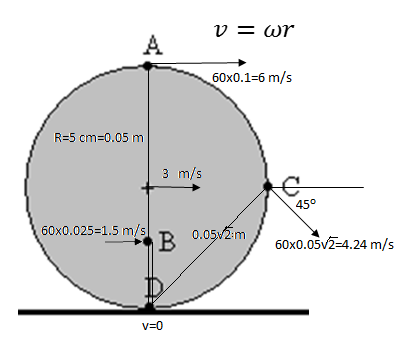 v = ωr
A
60x0.1=6 m/s
R=5 cm=0.05 m
3 m/s
C
45°
60x0.025=1.5 m/s
B
0.05√2 m
60x0.05√2=4.24 m/s
D
v=0